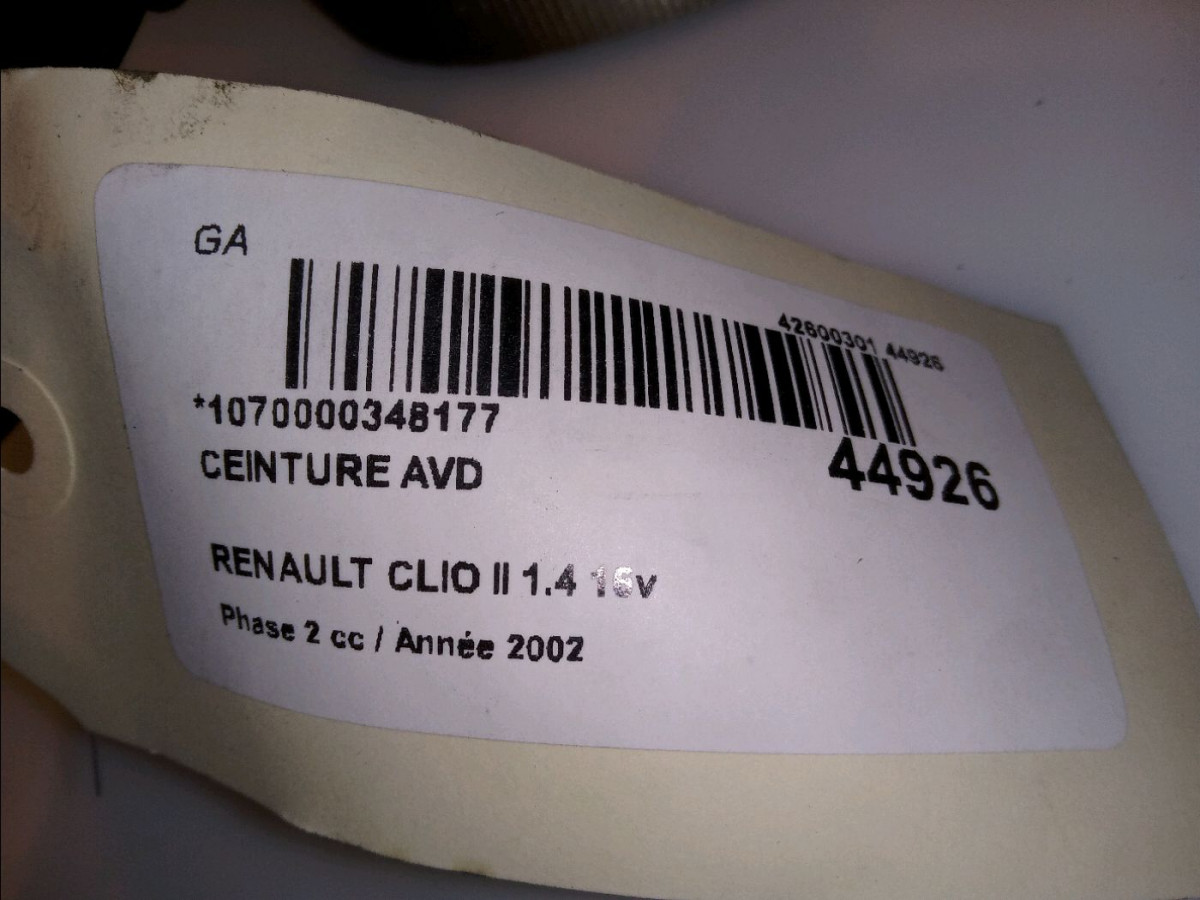 GA
42600301 44926
*1070000348177
44926
CEINTURE AVD
RENAULT CLIO II 1.4 16v
Phase 2 cc / Année 2002